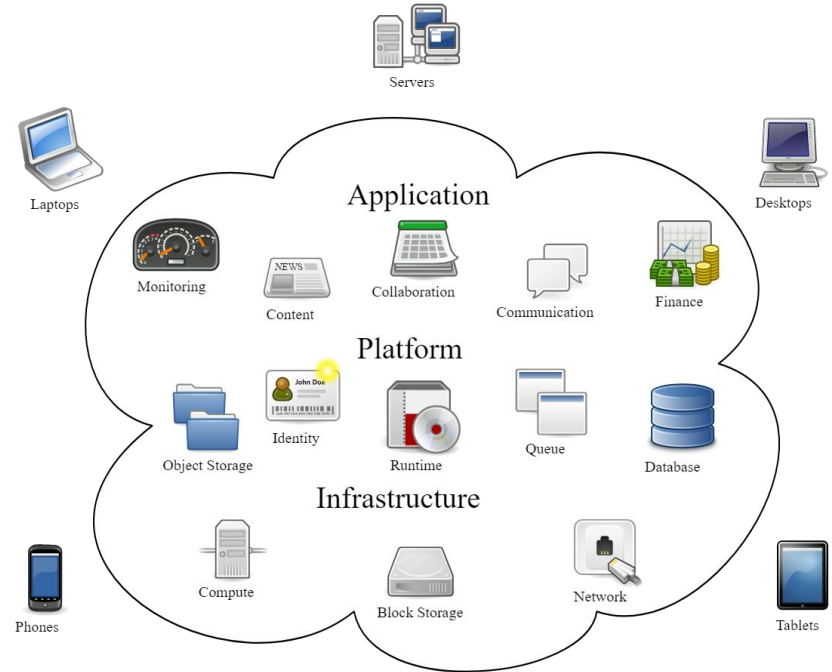 Servers
Laptops
Desktops
Application
Monitoring
NEWS
Content
Collaboration
Communication
Finance
Platform
John Doe
Object Storage
Identity
Runtime
Queue
Database
Infrastructure
Compute
Block Storage
Network
Phones
Tablets